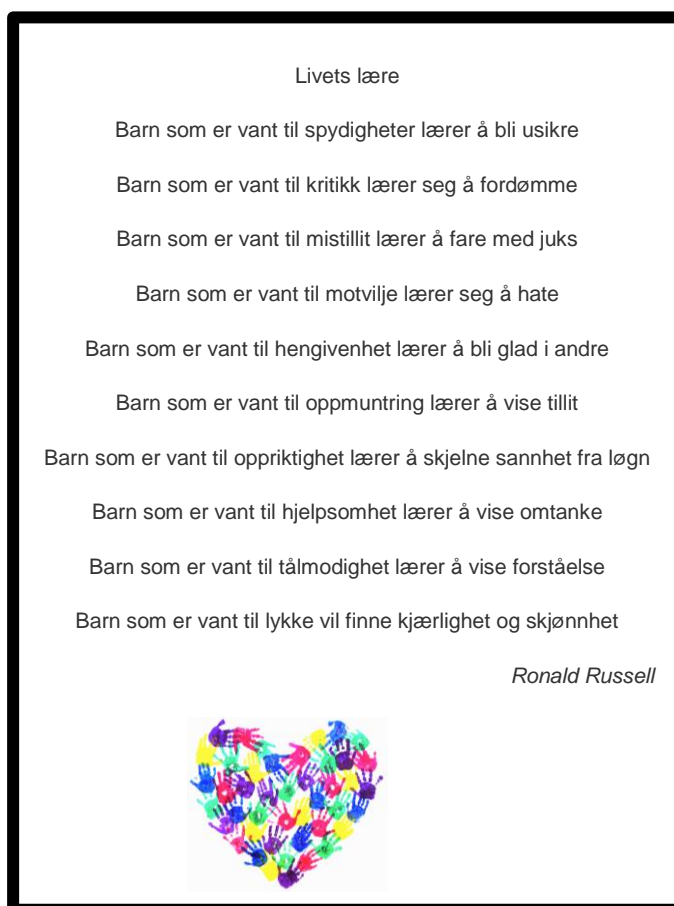 Livets lære
Barn som er vant til spydigheter lærer å bli usikre
Barn som er vant til kritikk lærer seg å fordømme
Barn som er vant til mistillit lærer å fare med juks
Barn som er vant til motvilje lærer seg å hate
Barn som er vant til hengivenhet lærer å bli glad i andre
Barn som er vant til oppmuntring lærer å vise tillit
Barn som er vant til oppriktighet lærer å skjelne sannhet fra løgn
Barn som er vant til hjelpsomhet lærer å vise omtanke
Barn som er vant til tålmodighet lærer å vise forståelse
Barn som er vant til lykke vil finne kjærlighet og skjønnhet
Ronald Russell